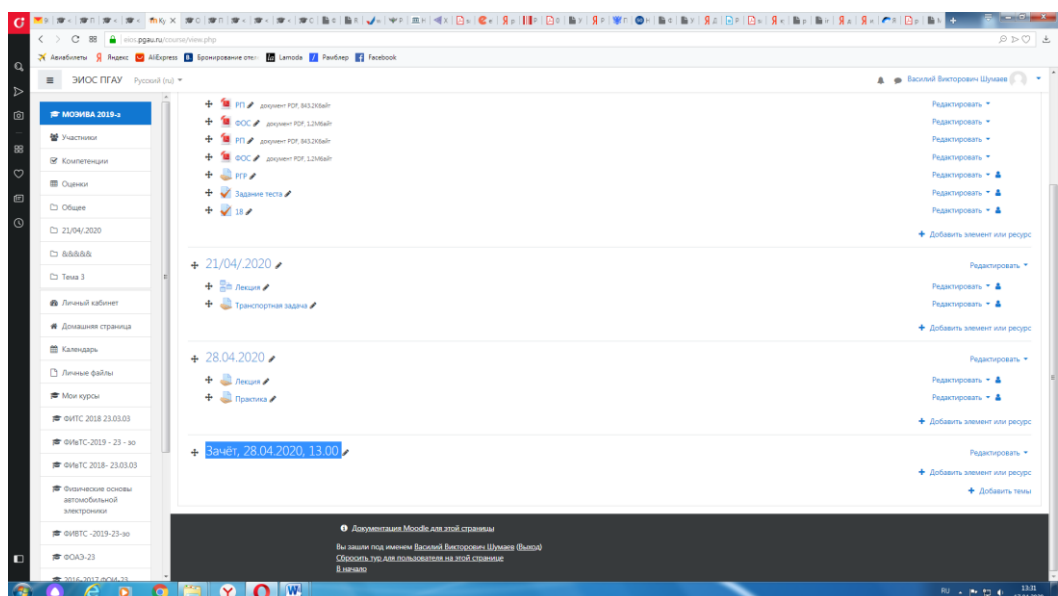 eios.pgau.ru/course/view.php
Авиабилеты Яндекс AliExpress Бронирование оте Lamoda Рамблер Facebook
ЭИОС ПГАУ Русский (ru)
Василий Викторович Шумаев
МОЭИВА 2019-з
Участники
Компетенции
Оценки
Общее
21/04/.2020
&&&&&
Тема 3
Личный кабинет
Домашняя страница
Календарь
Личные файлы
Мои курсы
ФИТС 2018 23.03.03
ФИвТС-2019 - 23 - зо
ФИвТС 2018- 23.03.03
Физические основы
автомобильной
электроники
ФИВТС -2019-23-зо
ФОАЭ-23
2016-2017 ФОИ-23
РП документ PDF, 843.2Кбайт Редактировать
ФОС документ PDF, 1.2Мбайт Редактировать
РП документ PDF, 843.2Кбайт Редактировать
ФОС документ PDF, 1.2Мбайт Редактировать
РГР Редактировать
Задание теста Редактировать
18 Редактировать
Добавить элемент или ресурс
21/04/.2020 Редактировать
Лекция Редактировать
Транспортная задача Редактировать
Добавить элемент или ресурс
28.04.2020 Редактировать
Лекция Редактировать
Практика Редактировать
Добавить элемент или ресурс
Зачёт, 28.04.2020, 13.00 Редактировать
Добавить элемент или ресурс
Добавить темы
Документация Moodle для этой страницы
Вы зашли под именем Василий Викторович Шумаев (Выход)
Сбросить тур для пользователя на этой странице
В начало
RU 13:31